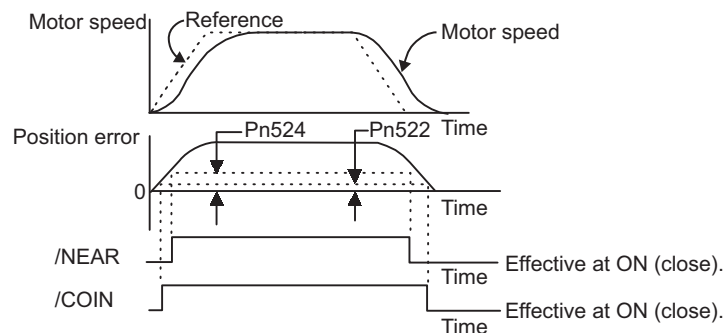 Motor speed
Reference
Motor speed
Time
Position error
Pn524
Pn522
0
Time
/NEAR
Effective at ON (close).
Time
/COIN
Effective at ON (close).
Time